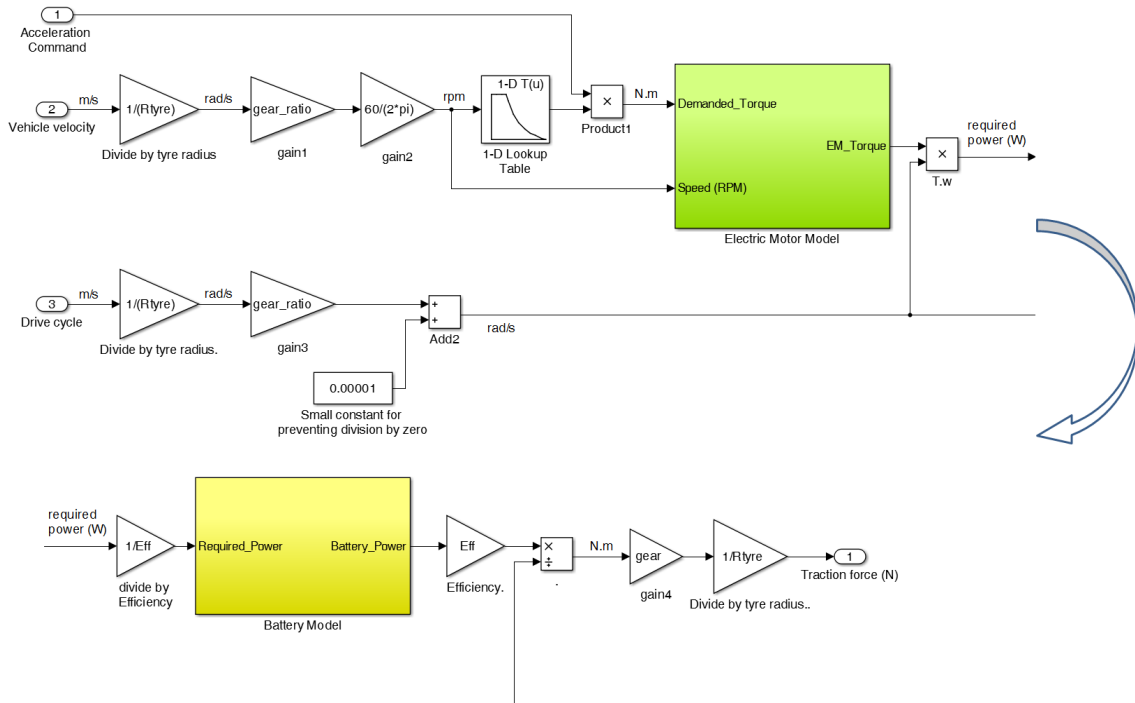 1
Acceleration
Command
2
Vehicle velocity
m/s
1/(Rtyre)
Divide by tyre radius
rad/s
gear_ratio
gain1
60/(2*pi)
gain2
rpm
1-D T(u)
1-D Lookup
Table
×
Product1
N.m
Demanded_Torque
Speed (RPM)
EM_Torque
Electric Motor Model
×
T.w
required
power (W)
3
Drive cycle
m/s
1/(Rtyre)
Divide by tyre radius.
rad/s
gear_ratio
gain3
+
+
Add2
rad/s
0.00001
Small constant for
preventing division by zero
required
power (W)
1/Eff
divide by
Efficiency
Required_Power
Battery_Power
Battery Model
Eff
Efficiency.
×
÷
.
N.m
gear
gain4
1/Rtyre
Divide by tyre radius..
1
Traction force (N)